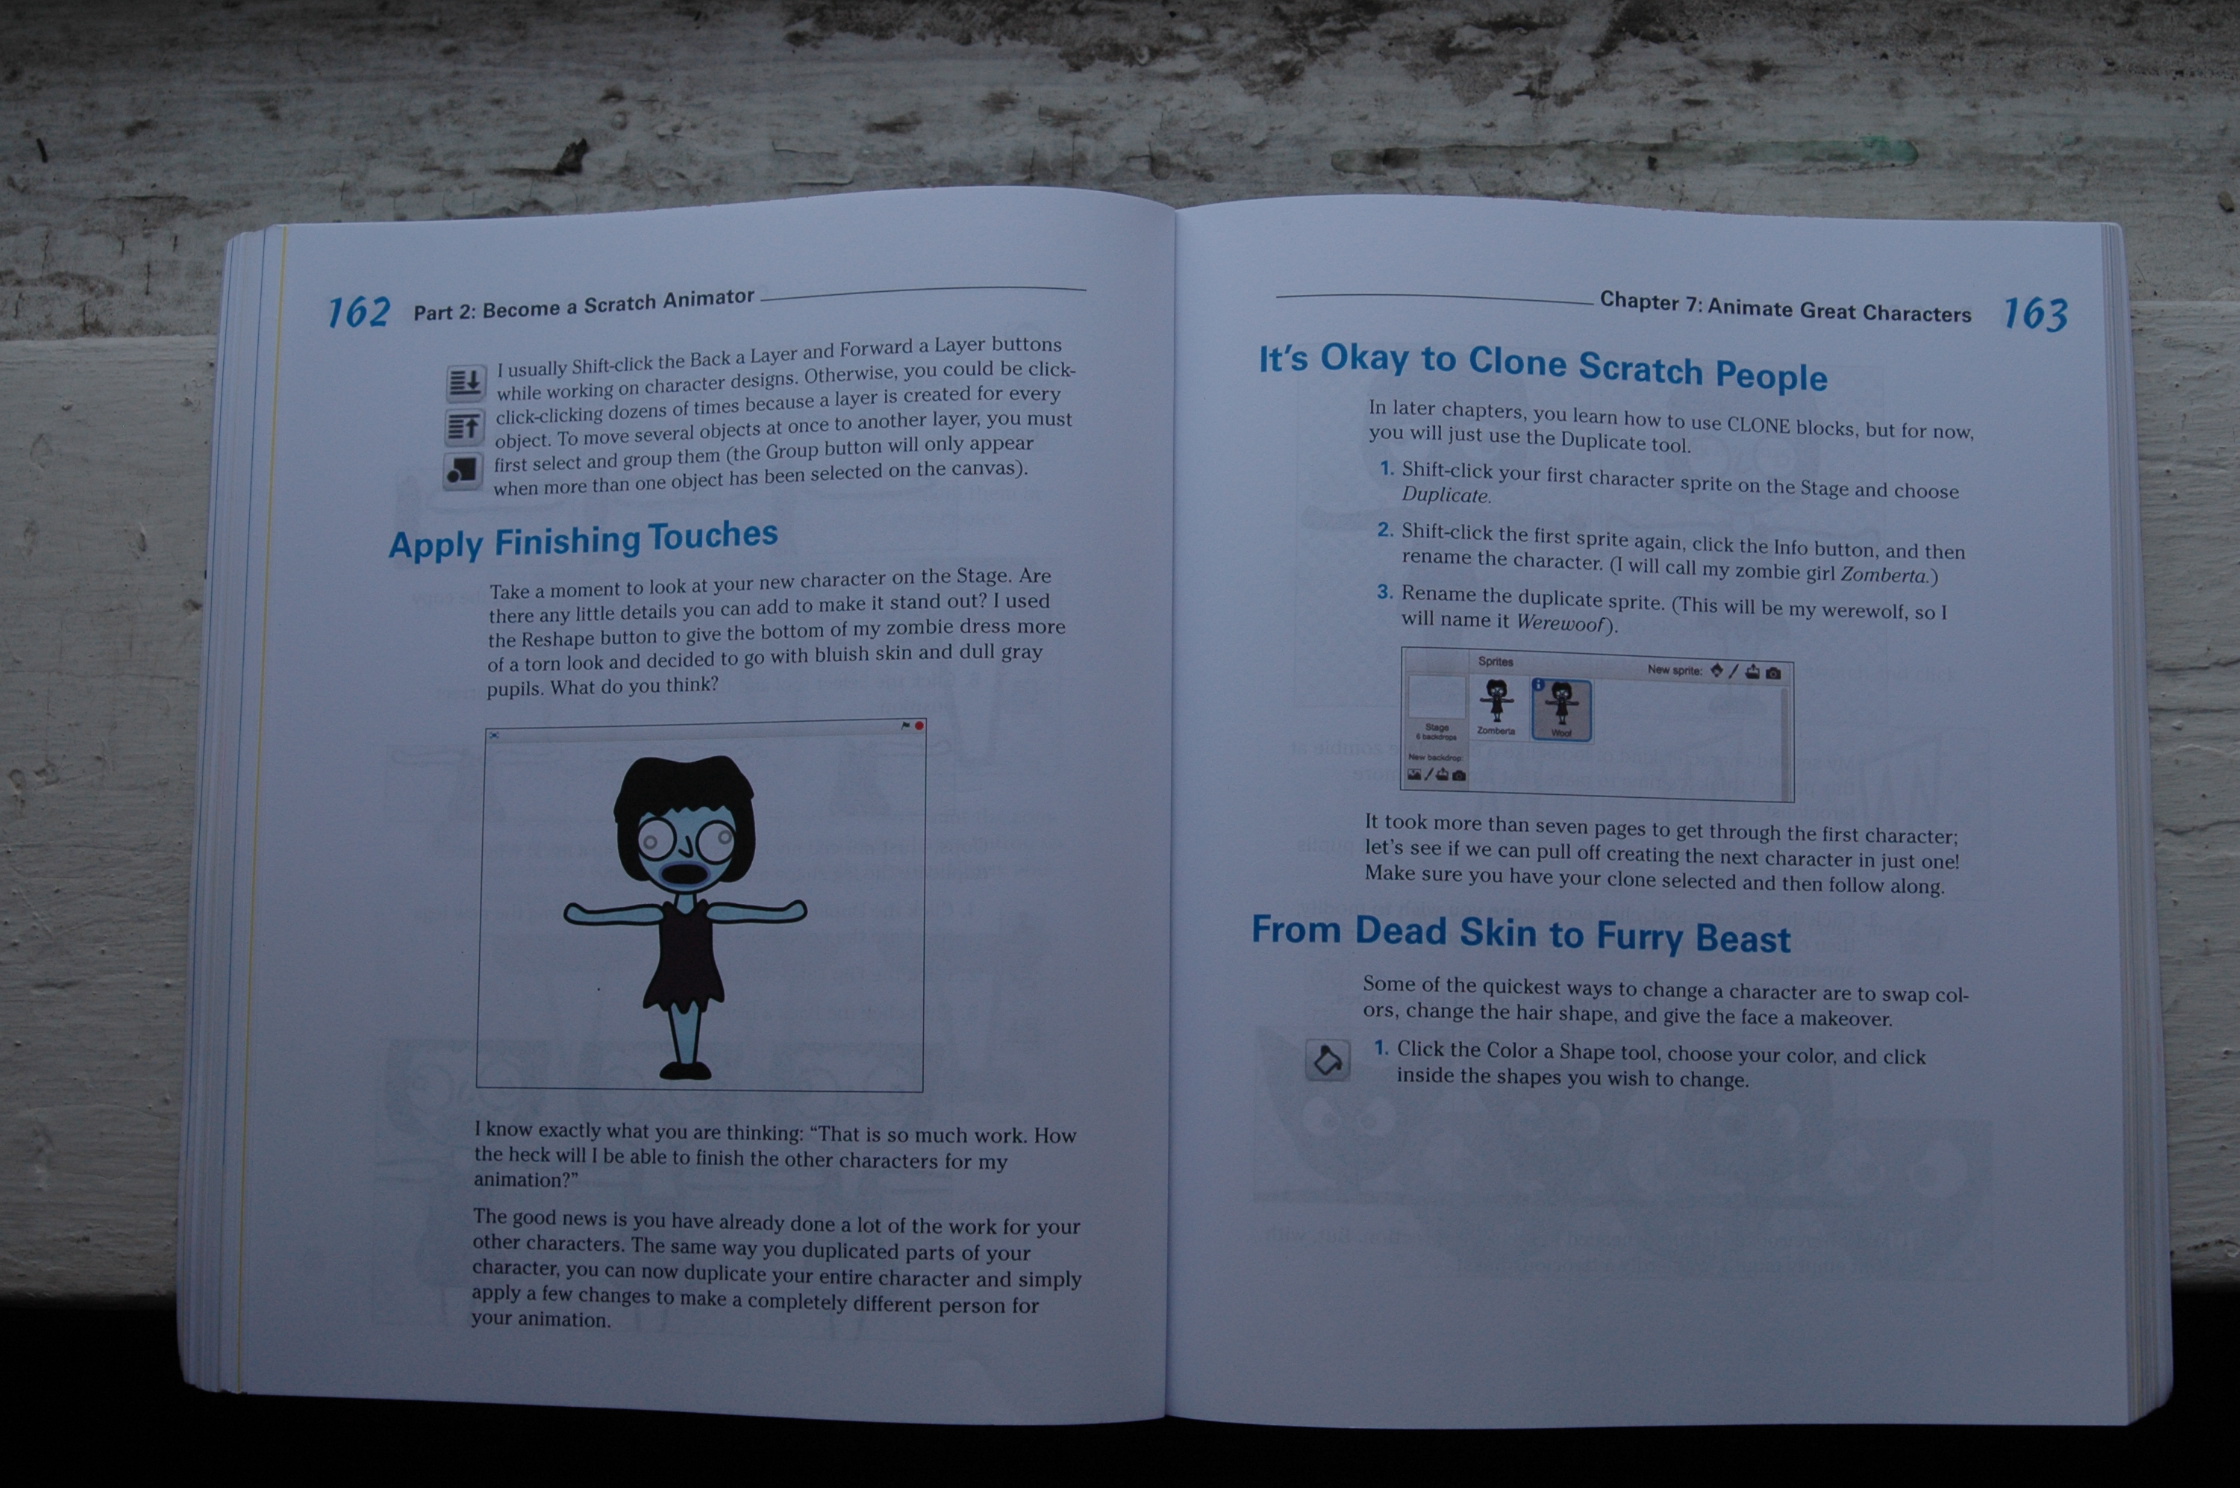 162 Part 2: Become a Scratch Animator
I usually Shift-click the Back a Layer and Forward a Layer buttons
while working on character designs. Otherwise, you could be click-
click-clicking dozens of times because a layer is created for every
object. To move several objects at once to another layer, you must
first select and group them (the Group button will only appear
when more than one object has been selected on the canvas).
Apply Finishing Touches
Take a moment to look at your new character on the Stage. Are
there any little details you can add to make it stand out? I used
the Reshape button to give the bottom of my zombie dress more
of a torn look and decided to go with bluish skin and dull gray
pupils. What do you think?
I know exactly what you are thinking: “That is so much work. How
the heck will I be able to finish the other characters for my
animation?”
The good news is you have already done a lot of the work for your
other characters. The same way you duplicated parts of your
character, you can now duplicate your entire character and simply
apply a few changes to make a completely different person for
your animation.
Chapter 7: Animate Great Characters 163
It’s Okay to Clone Scratch People
In later chapters, you learn how to use CLONE blocks, but for now,
you will just use the Duplicate tool.
1. Shift-click your first character sprite on the Stage and choose
Duplicate.
2. Shift-click the first sprite again, click the Info button, and then
rename the character. (I will call my zombie girl Zomberta.)
3. Rename the duplicate sprite. (This will be my werewolf, so I
will name it Werewoof).
Sprites New sprite:
Stage
6 backdrops
Zomberta Woof
New backdrop:
It took more than seven pages to get through the first character;
let’s see if we can pull off creating the next character in just one!
Make sure you have your clone selected and then follow along.
From Dead Skin to Furry Beast
Some of the quickest ways to change a character are to swap col-
ors, change the hair shape, and give the face a makeover.
1. Click the Color a Shape tool, choose your color, and click
inside the shapes you wish to change.